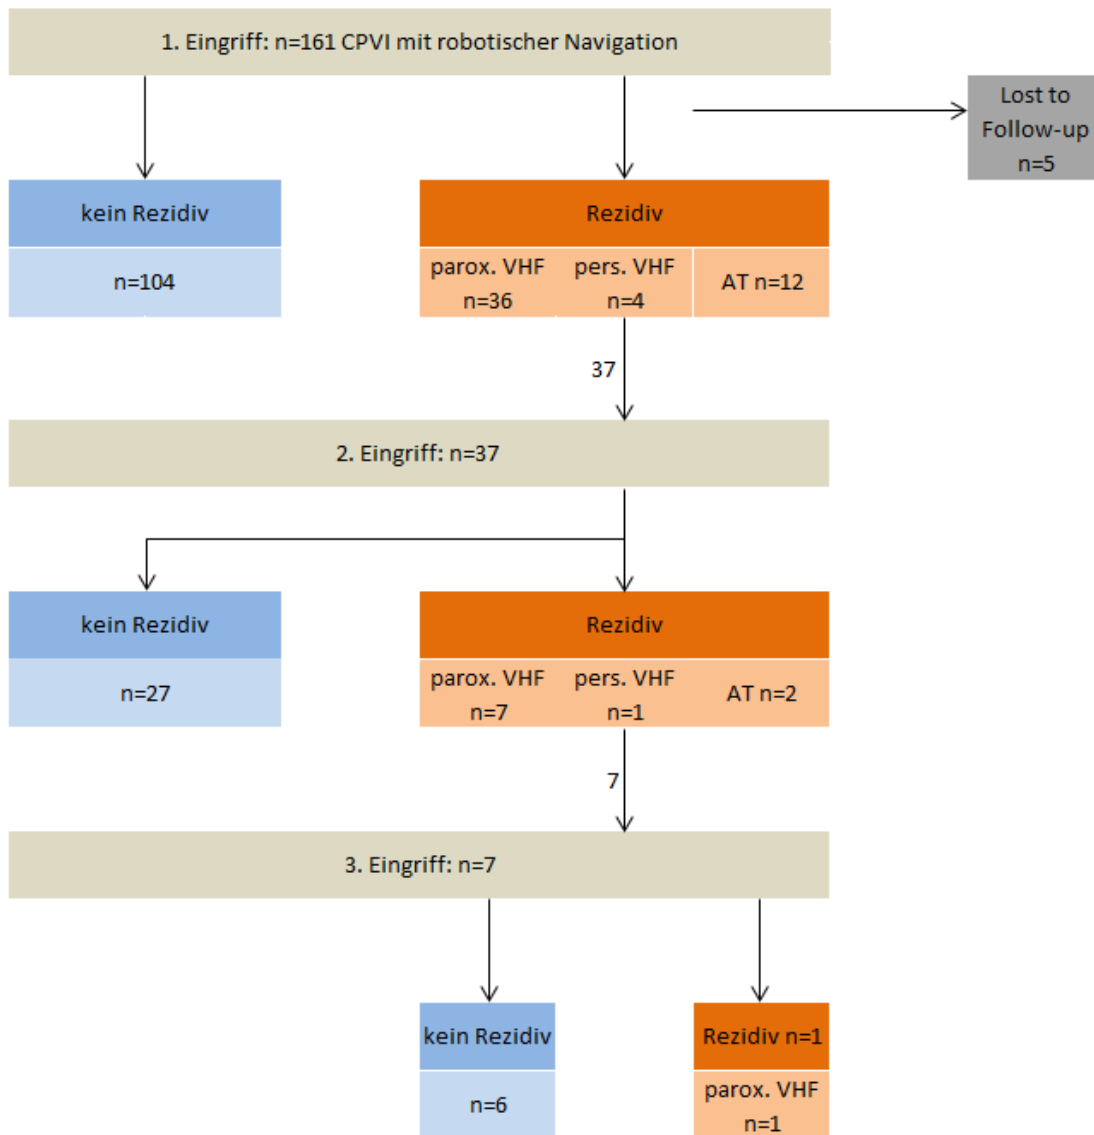 1. Eingriff: n=161 CPVI mit robotischer Navigation
Lost to
Follow-up
n=5
kein Rezidiv
Rezidiv
n=104
parox. VHF
n=36
pers. VHF
n=4
AT n=12
37
2. Eingriff: n=37
kein Rezidiv
Rezidiv
n=27
parox. VHF
n=7
pers. VHF
n=1
AT n=2
7
3. Eingriff: n=7
kein Rezidiv
Rezidiv n=1
n=6
parox. VHF
n=1